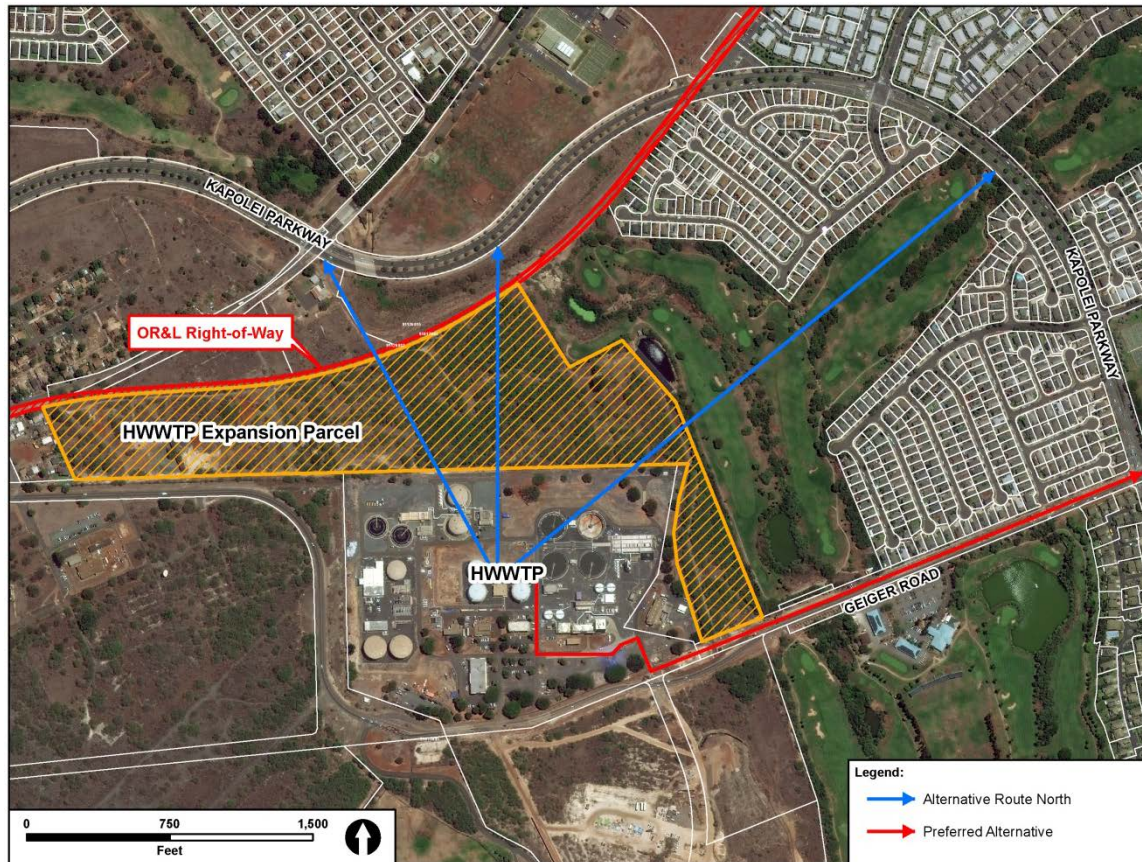 KAPOLEI PARKWAY
OR&L Right-of-Way
HWWTP Expansion Parcel
KAPOLEI PARKWAY
HWWTP
GEIGER ROAD
Legend:
Alternative Route North
Preferred Alternative
0 750 1,500
Feet